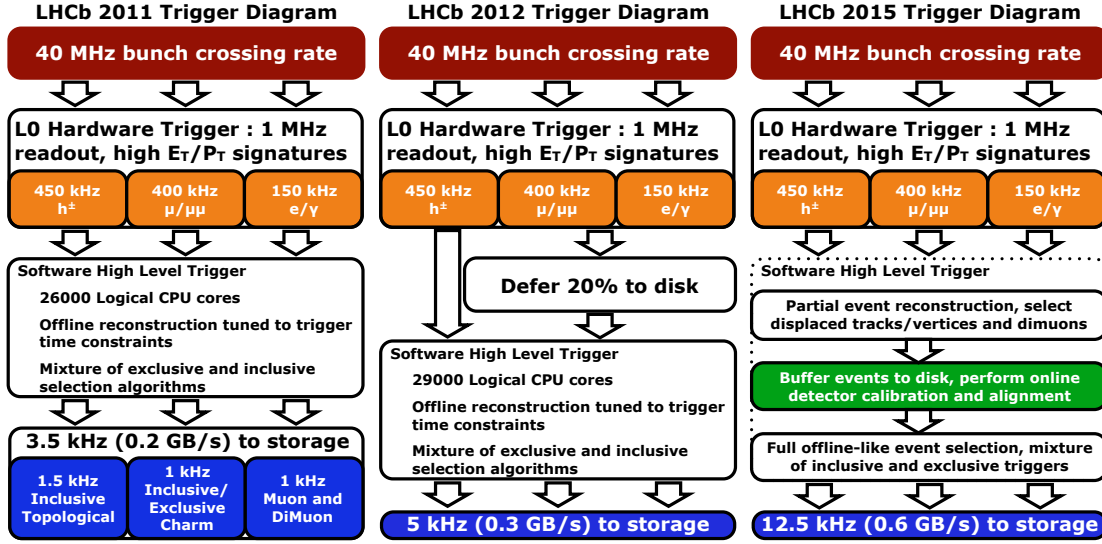 LHCb 2011 Trigger Diagram
40 MHz bunch crossing rate
L0 Hardware Trigger : 1 MHz
readout, high E_T/P_T signatures
450 kHz
h±
400 kHz
μ/μμ
150 kHz
e/γ
Software High Level Trigger
26000 Logical CPU cores
Offline reconstruction tuned to trigger
time constraints
Mixture of exclusive and inclusive
selection algorithms
3.5 kHz (0.2 GB/s) to storage
1.5 kHz
Inclusive
Topological
1 kHz
Inclusive/
Exclusive
Charm
1 kHz
Muon and
DiMuon
LHCb 2012 Trigger Diagram
40 MHz bunch crossing rate
L0 Hardware Trigger : 1 MHz
readout, high E_T/P_T signatures
450 kHz
h±
400 kHz
μ/μμ
150 kHz
e/γ
Defer 20% to disk
Software High Level Trigger
29000 Logical CPU cores
Offline reconstruction tuned to trigger
time constraints
Mixture of exclusive and inclusive
selection algorithms
5 kHz (0.3 GB/s) to storage
LHCb 2015 Trigger Diagram
40 MHz bunch crossing rate
L0 Hardware Trigger : 1 MHz
readout, high E_T/P_T signatures
450 kHz
h±
400 kHz
μ/μμ
150 kHz
e/γ
Software High Level Trigger
Partial event reconstruction, select
displaced tracks/vertices and dimuons
Buffer events to disk, perform online
detector calibration and alignment
Full offline-like event selection, mixture
of inclusive and exclusive triggers
12.5 kHz (0.6 GB/s) to storage